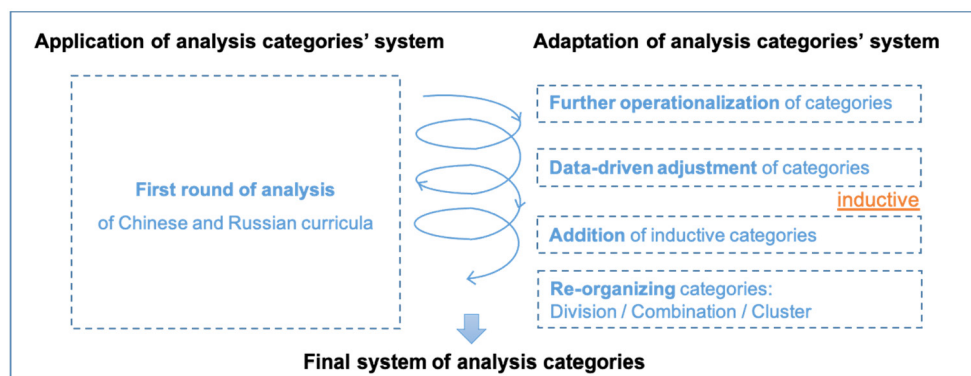 Application of analysis categories' system
Adaptation of analysis categories' system
First round of analysis
of Chinese and Russian curricula
Further operationalization of categories
Data-driven adjustment of categories
inductive
Addition of inductive categories
Re-organizing categories:
Division / Combination / Cluster
Final system of analysis categories